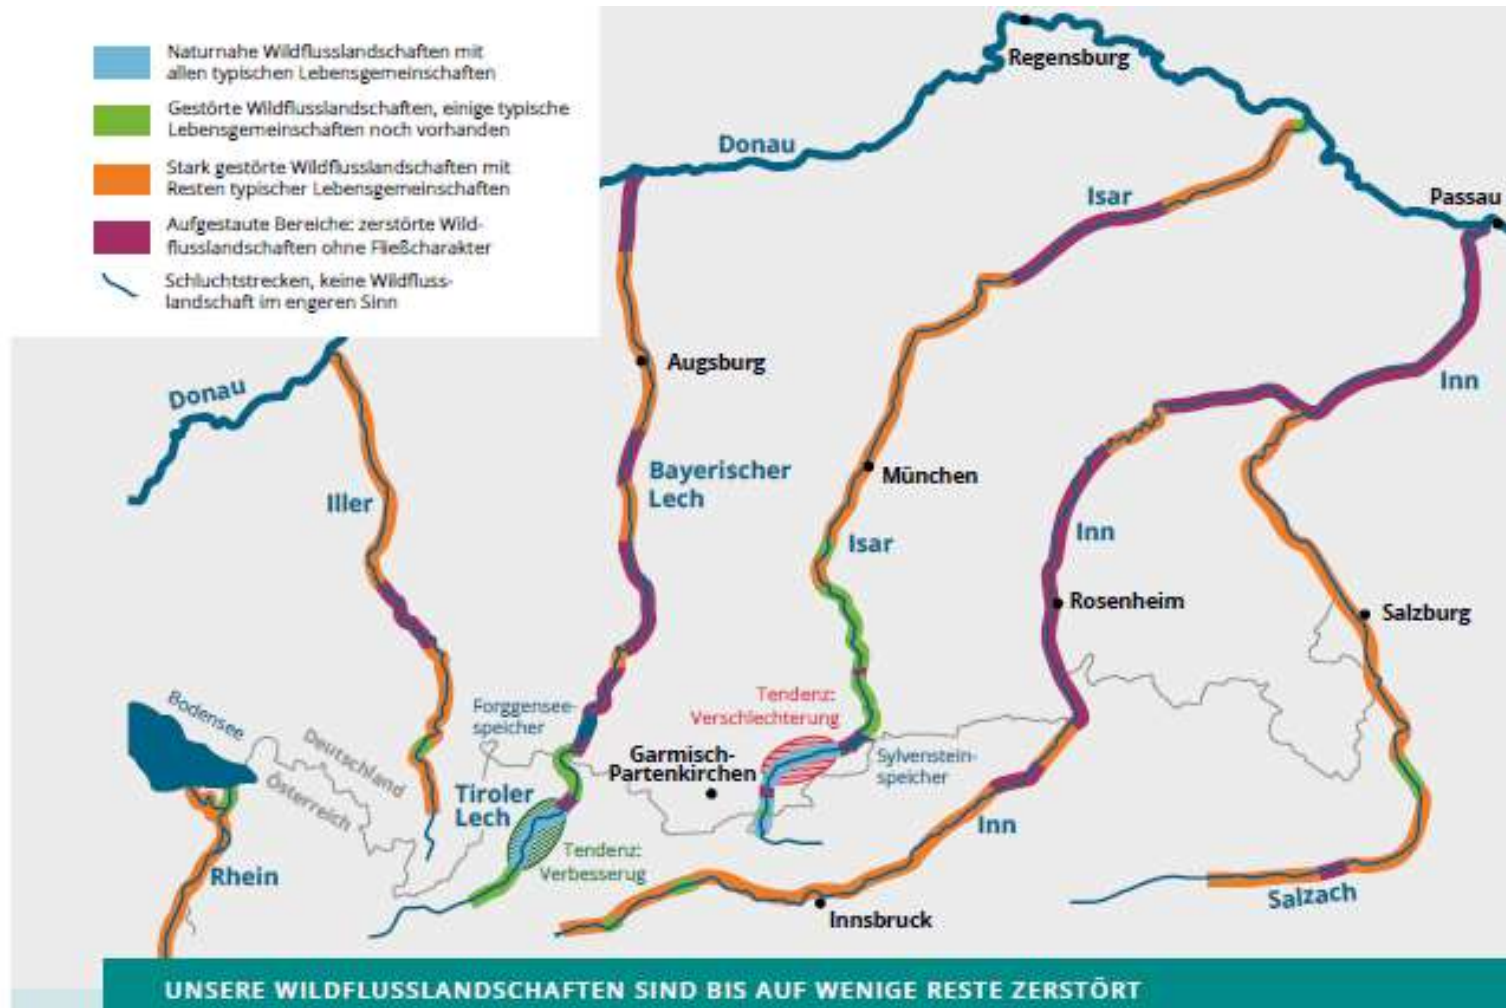 Naturnahe Wildflusslandschaften mit
allen typischen Lebensgemeinschaften
Gestörte Wildflusslandschaften, einige typische
Lebensgemeinschaften noch vorhanden
Stark gestörte Wildflusslandschaften mit
Resten typischer Lebensgemeinschaften
Aufgestaute Bereiche: zerstörte Wild-
flusslandschaften ohne Fließcharakter
Schluchtstrecken, keine Wildfluss-
landschaft im engeren Sinn
Regensburg
Donau
Isar
Passau
Augsburg
Inn
Donau
Bayerischer
Lech
München
Iller
Isar
Inn
Rosenheim
Salzburg
Bodensee
Deutschland
Österreich
Forggensee-
speicher
Tendenz:
Verschlechterung
Garmisch-
Partenkirchen
Sylvenstein-
speicher
Tiroler
Lech
Tendenz:
Verbesserug
Inn
Rhein
Innsbruck
Salzach
UNSERE WILDFLUSSLANDSCHAFTEN SIND BIS AUF WENIGE RESTE ZERSTÖRT